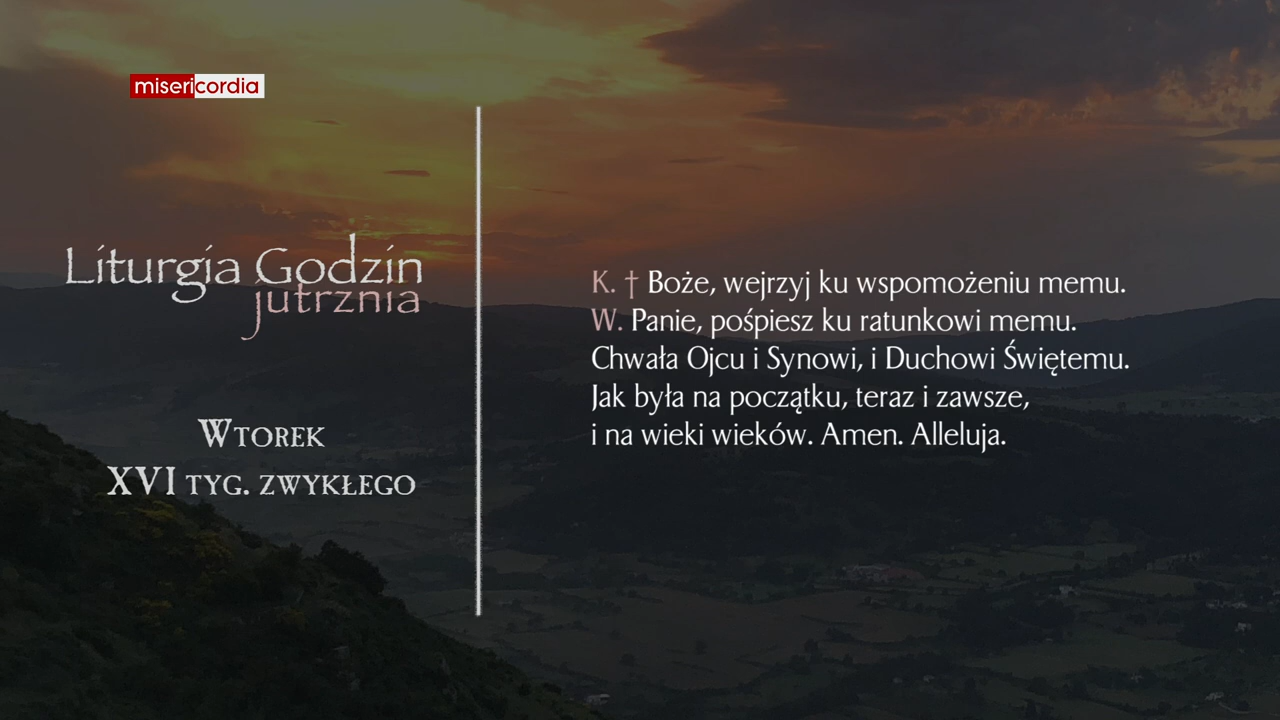 misericordia
Liturgia Godzin
jutrznia
Wtorek
XVI tyg. zwykłego
K. † Boże, wejrzyj ku wspomożeniu memu.
W. Panie, pośpiesz ku ratunkowi memu.
Chwała Ojcu i Synowi, i Duchowi Świętemu.
Jak była na początku, teraz i zawsze,
i na wieki wieków. Amen. Alleluja.